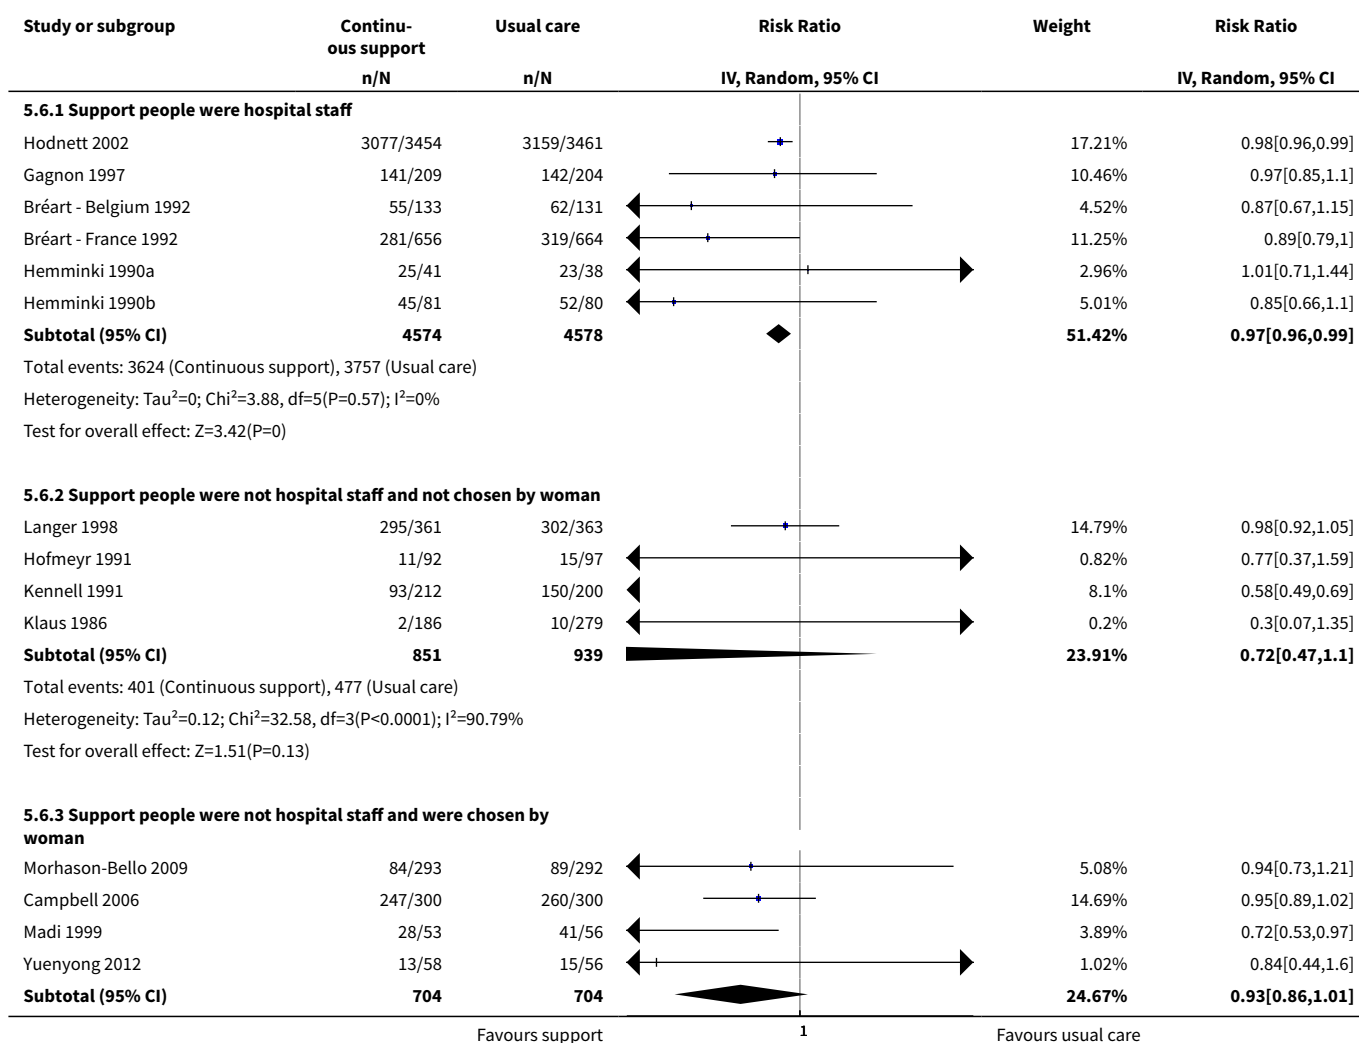 Study or subgroup Continu- Usual care Risk Ratio Weight Risk Ratio
ous support
n/N n/N IV, Random, 95% CI IV, Random, 95% CI
5.6.1 Support people were hospital staff
Hodnett 2002 3077/3454 3159/3461 17.21% 0.98[0.96,0.99]
Gagnon 1997 141/209 142/204 10.46% 0.97[0.85,1.1]
Bréart - Belgium 1992 55/133 62/131 4.52% 0.87[0.67,1.15]
Bréart - France 1992 281/656 319/664 11.25% 0.89[0.79,1]
Hemminki 1990a 25/41 23/38 2.96% 1.01[0.71,1.44]
Hemminki 1990b 45/81 52/80 5.01% 0.85[0.66,1.1]
Subtotal (95% CI) 4574 4578 51.42% 0.97[0.96,0.99]
Total events: 3624 (Continuous support), 3757 (Usual care)
Heterogeneity: Tau²=0; Chi²=3.88, df=5(P=0.57); I²=0%
Test for overall effect: Z=3.42(P=0)
5.6.2 Support people were not hospital staff and not chosen by woman
Langer 1998 295/361 302/363 14.79% 0.98[0.92,1.05]
Hofmeyr 1991 11/92 15/97 0.82% 0.77[0.37,1.59]
Kennell 1991 93/212 150/200 8.1% 0.58[0.49,0.69]
Klaus 1986 2/186 10/279 0.2% 0.3[0.07,1.35]
Subtotal (95% CI) 851 939 23.91% 0.72[0.47,1.1]
Total events: 401 (Continuous support), 477 (Usual care)
Heterogeneity: Tau²=0.12; Chi²=32.58, df=3(P<0.0001); I²=90.79%
Test for overall effect: Z=1.51(P=0.13)
5.6.3 Support people were not hospital staff and were chosen by
woman
Morhason-Bello 2009 84/293 89/292 5.08% 0.94[0.73,1.21]
Campbell 2006 247/300 260/300 14.69% 0.95[0.89,1.02]
Madi 1999 28/53 41/56 3.89% 0.72[0.53,0.97]
Yuenyong 2012 13/58 15/56 1.02% 0.84[0.44,1.6]
Subtotal (95% CI) 704 704 24.67% 0.93[0.86,1.01]
Favours support 1 Favours usual care